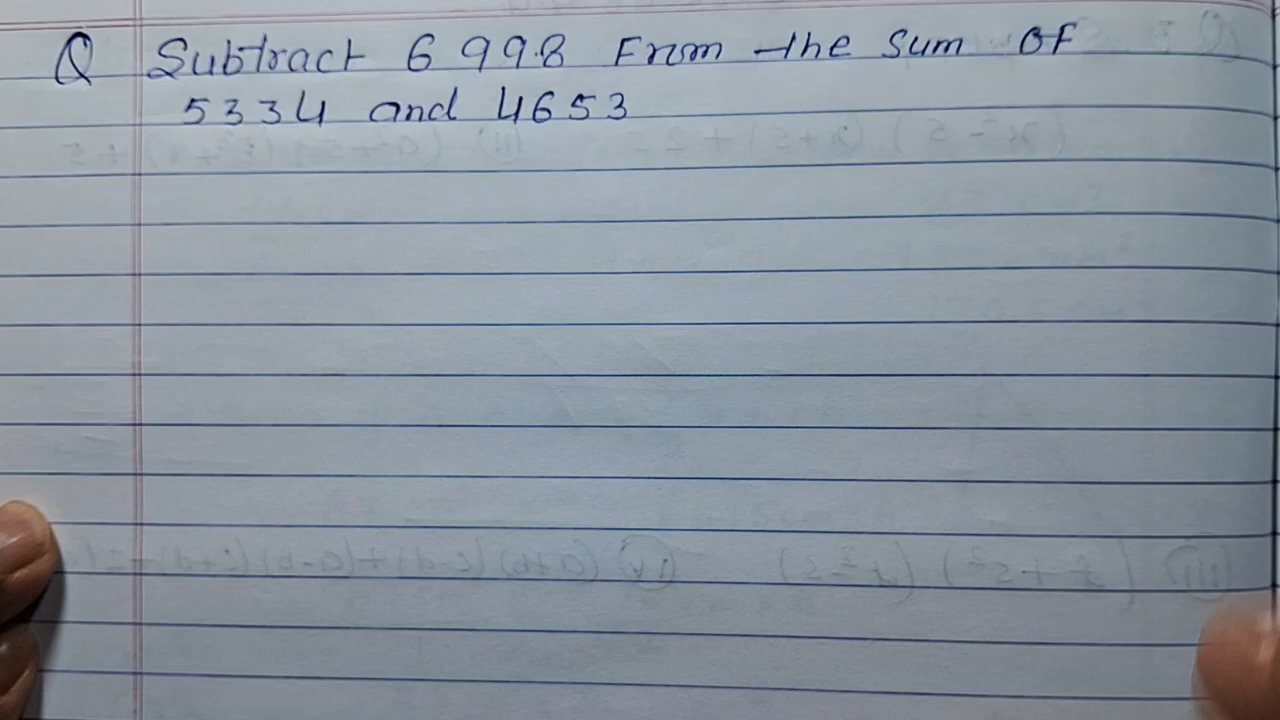 Q Subtract 6998 From the sum OF
5334 and 4653